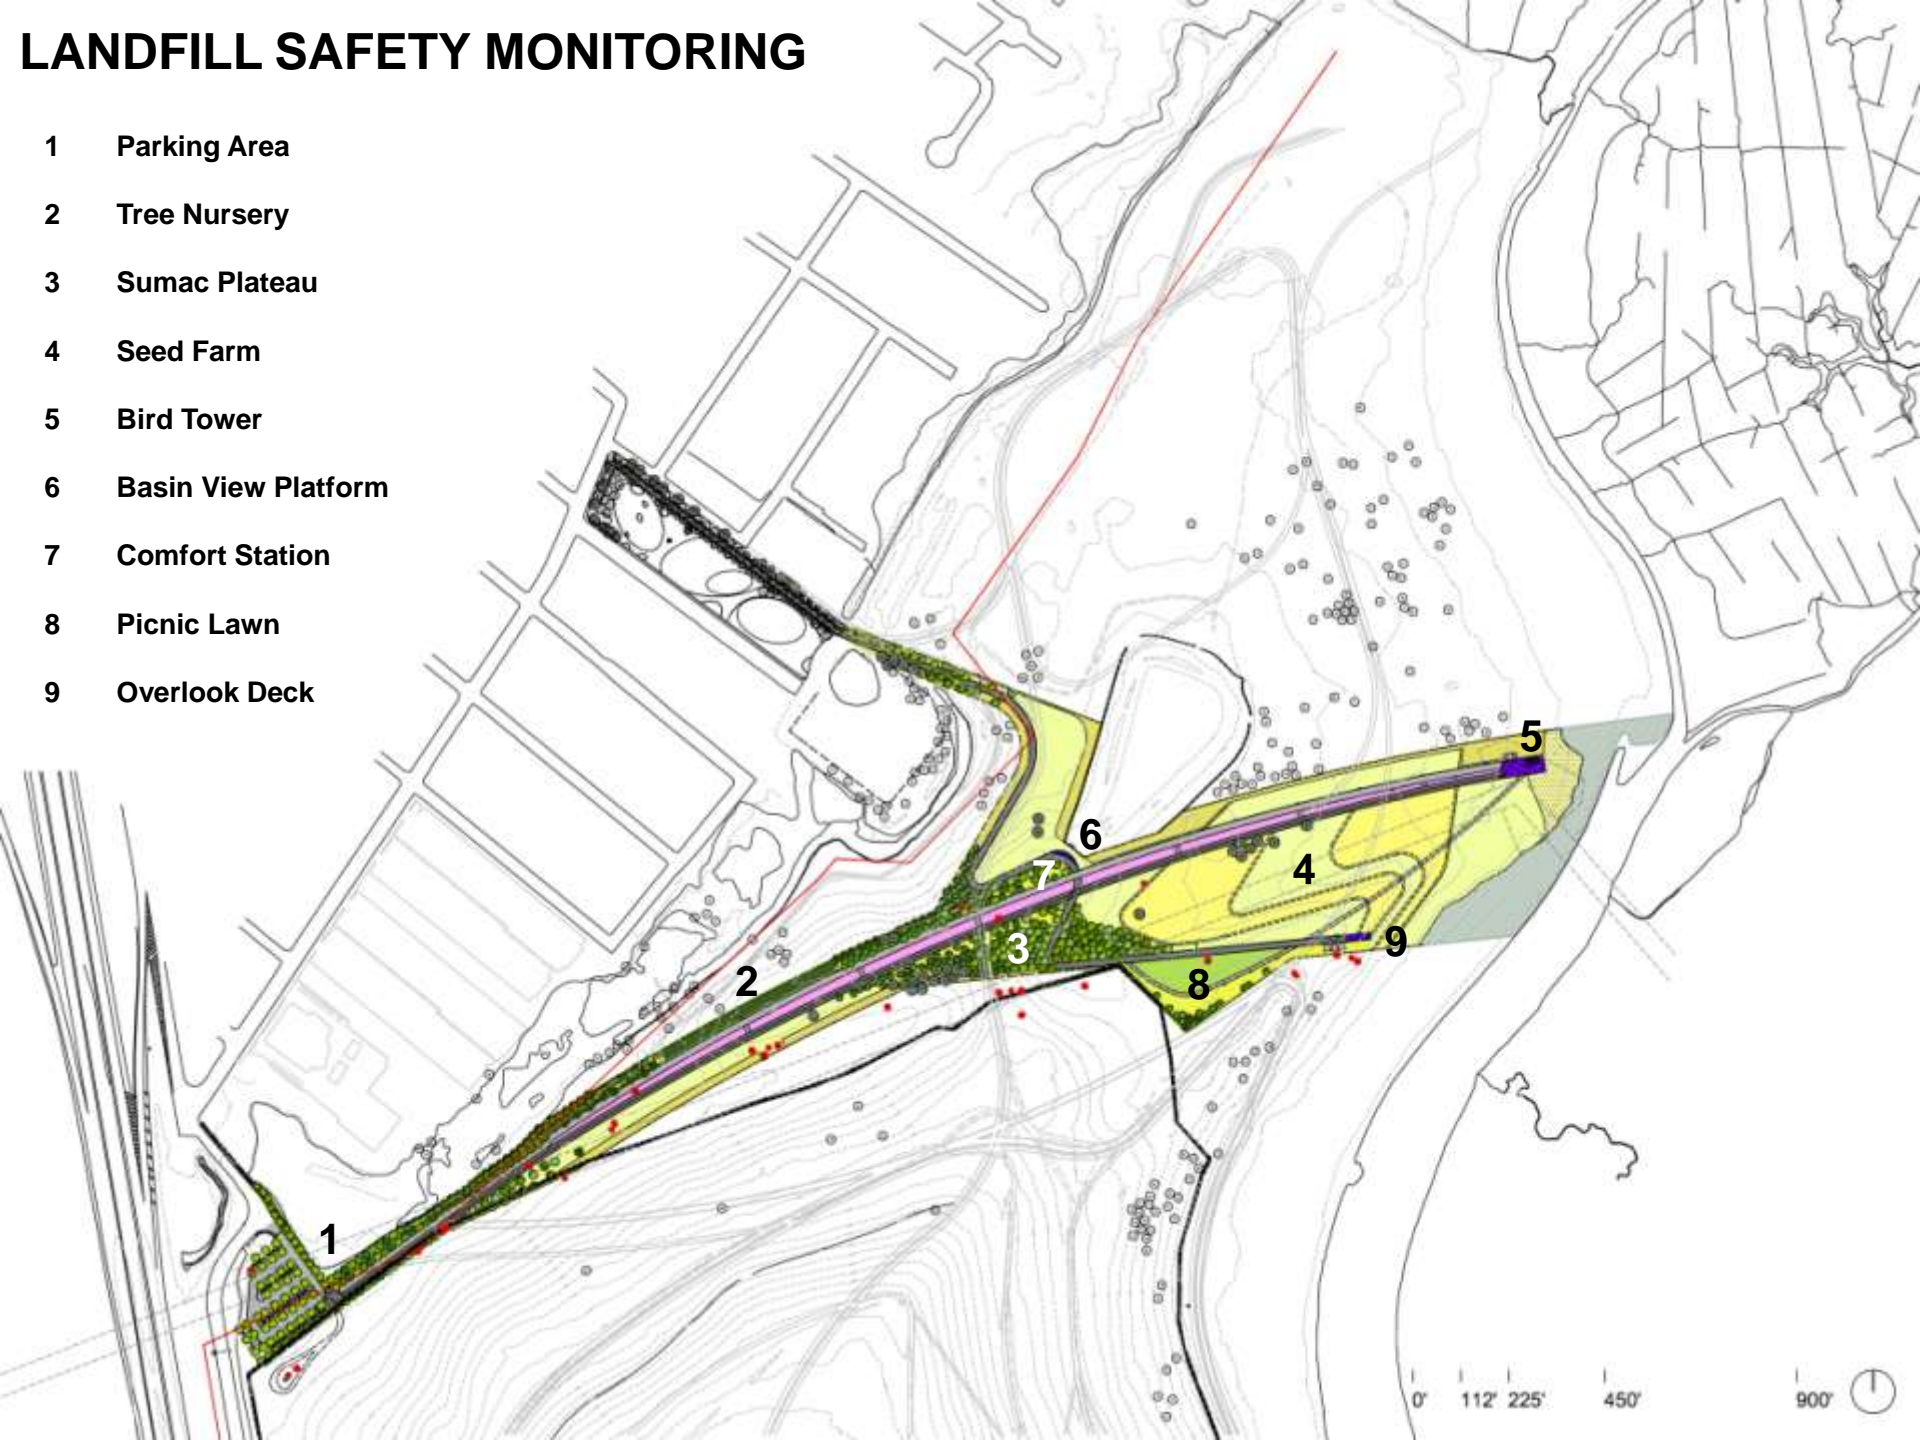 LANDFILL SAFETY MONITORING
1 Parking Area
2 Tree Nursery
3 Sumac Plateau
4 Seed Farm
5 Bird Tower
6 Basin View Platform
7 Comfort Station
8 Picnic Lawn
9 Overlook Deck
5
6
7
4
3
9
2
8
1
0' 112' 225' 450' 900'